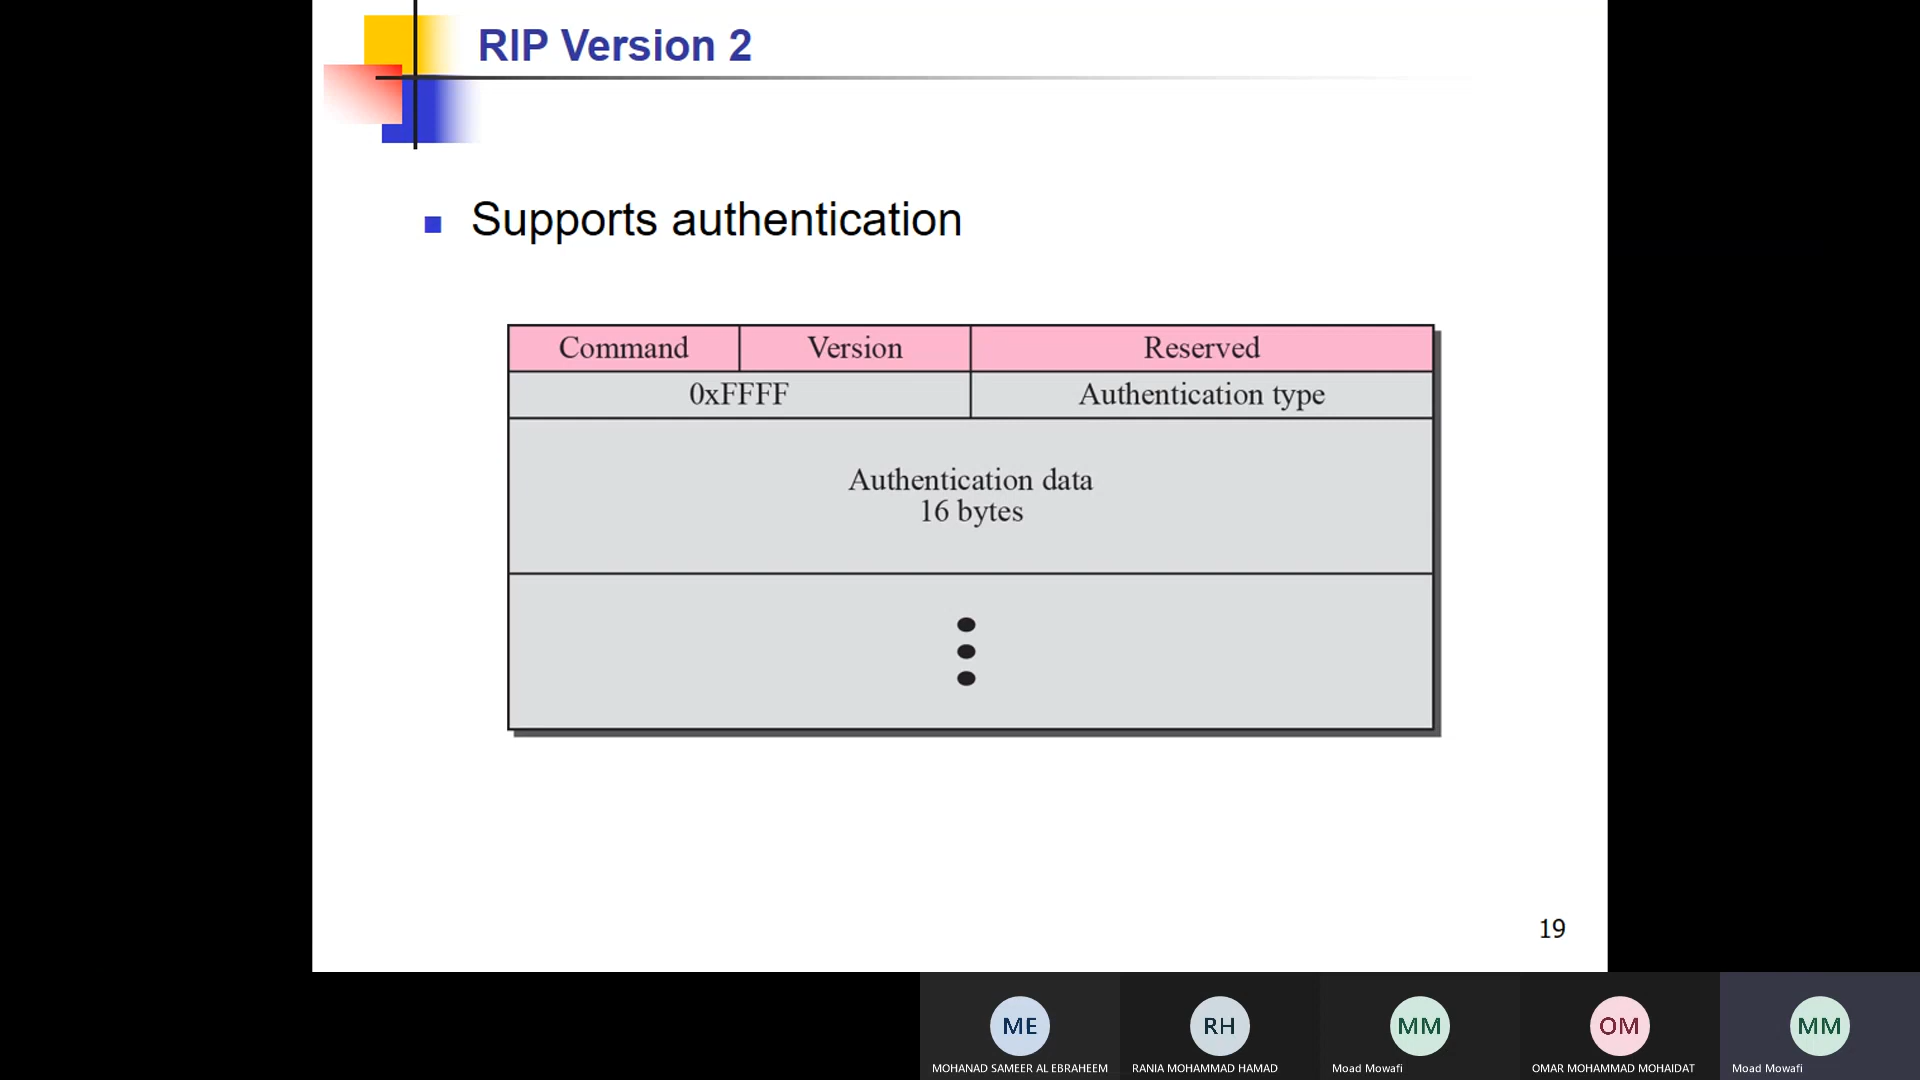 RIP Version 2
Supports authentication
Command Version Reserved
0xFFFF Authentication type
Authentication data
16 bytes
19
ME RH MM OM MM
MOHANAD SAMEER AL EBRAHEEM RANIA MOHAMMAD HAMAD Moad Mowafi OMAR MOHAMMAD MOHAIDAT Moad Mowafi